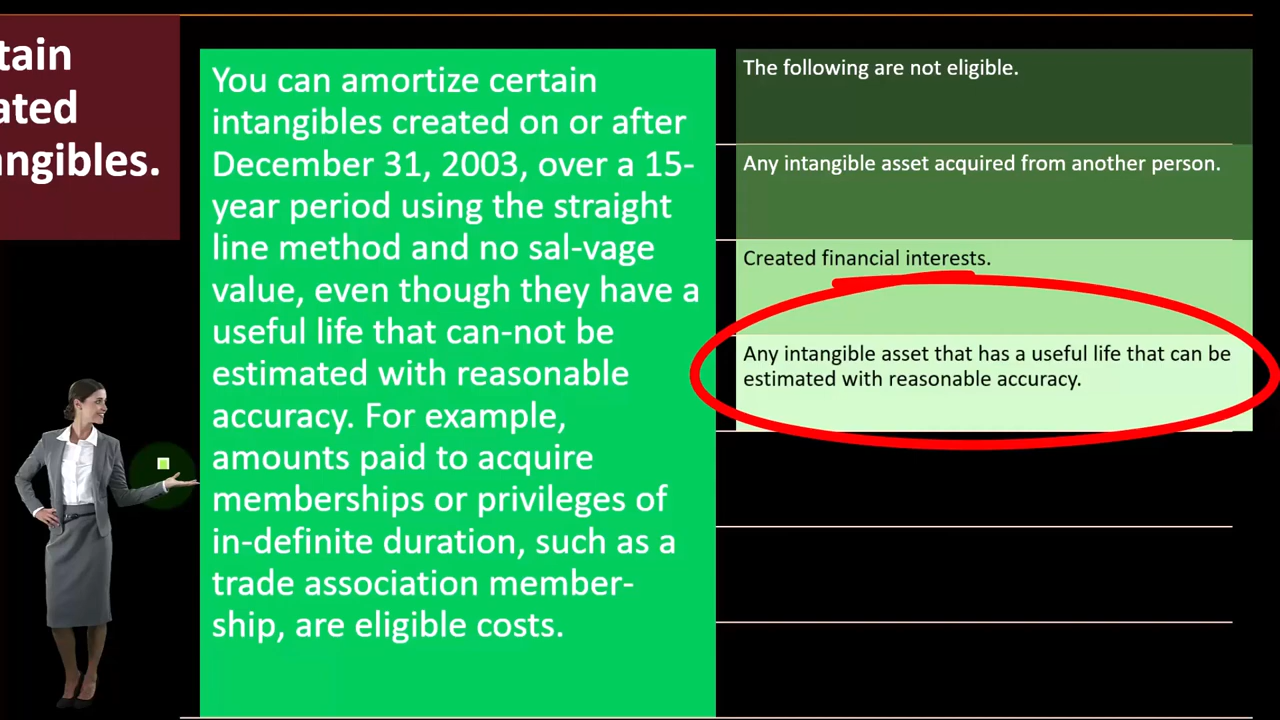 tain
ated
angibles.
You can amortize certain
intangibles created on or after
December 31, 2003, over a 15-
year period using the straight
line method and no sal-vage
value, even though they have a
useful life that can-not be
estimated with reasonable
accuracy. For example,
amounts paid to acquire
memberships or privileges of
in-definite duration, such as a
trade association member-
ship, are eligible costs.
The following are not eligible.
Any intangible asset acquired from another person.
Created financial interests.
Any intangible asset that has a useful life that can be
estimated with reasonable accuracy.